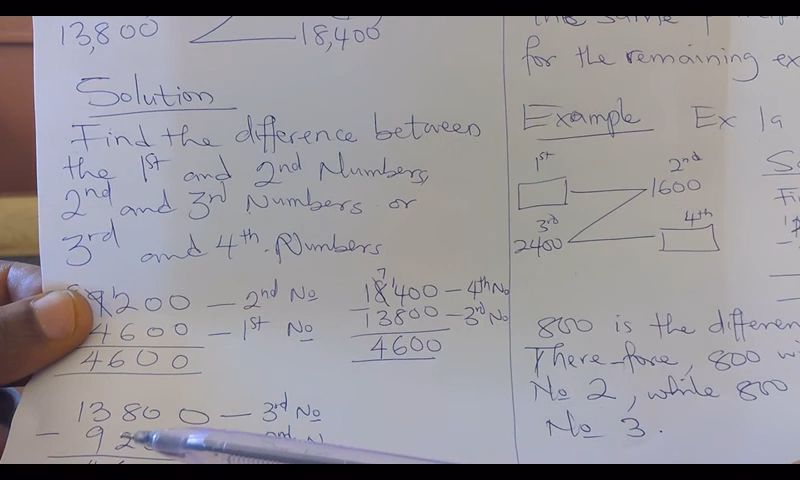 13,800
18,400
Solution
Find the difference between
the 1st and 2nd Numbers,
2nd and 3rd Numbers or
3rd and 4th Numbers
9200 — 2nd No
4600 — 1st No
4600
7
18400 — 4th No
- 13800 — 3rd No
4600
13800 — 3rd No
- 92
for the remaining
Example Ex 1a
1st 2nd
1600
3rd 4th
2400
800 is the
There-fore, 800
No 2, while 800
No 3.